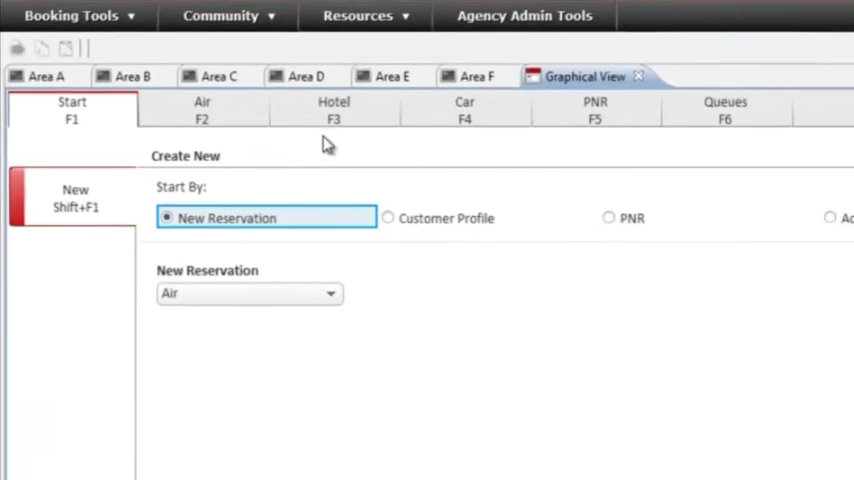 Booking Tools Community Resources Agency Admin Tools
Area A Area B Area C Area D Area E Area F Graphical View
Start Air Hotel Car PNR Queues
F1 F2 F3 F4 F5 F6
Create New
New
Shift+F1
Start By:
New Reservation Customer Profile PNR
New Reservation
Air